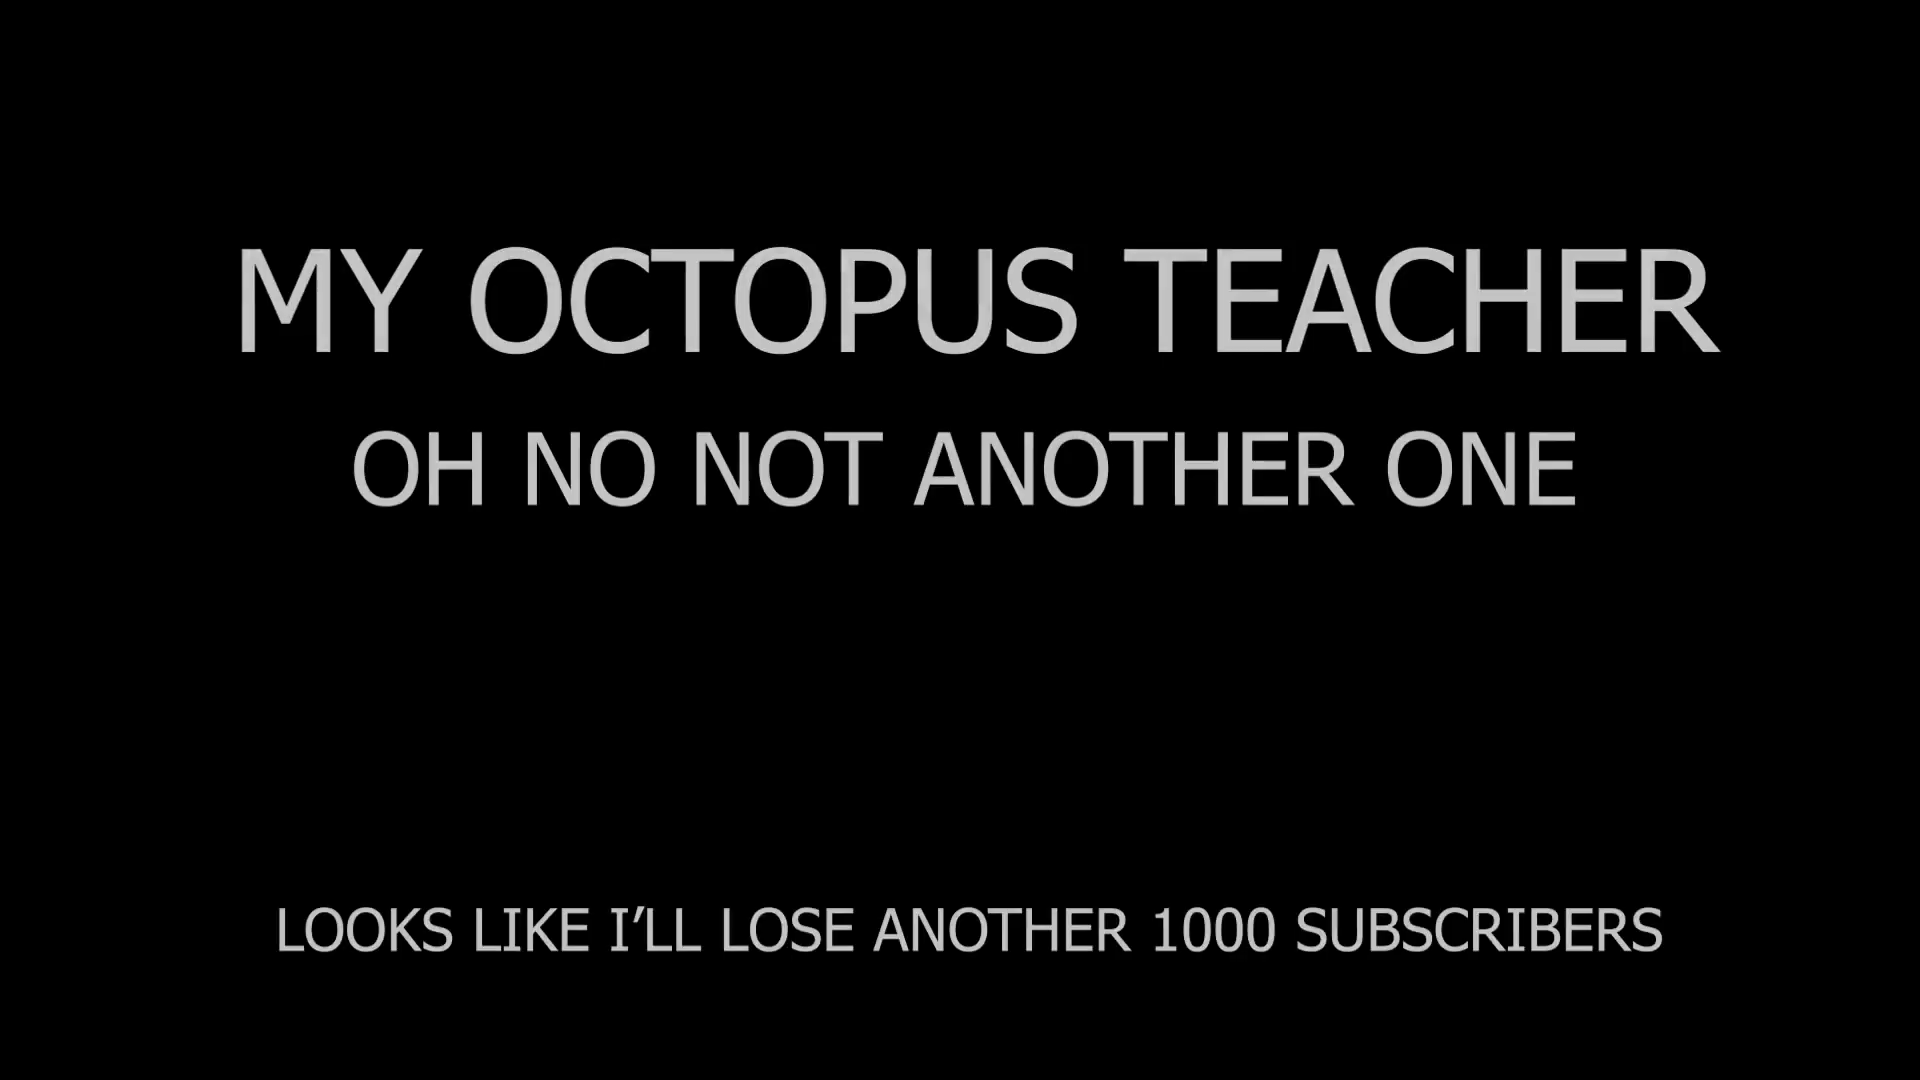 MY OCTOPUS TEACHER
OH NO NOT ANOTHER ONE
LOOKS LIKE I’LL LOSE ANOTHER 1000 SUBSCRIBERS